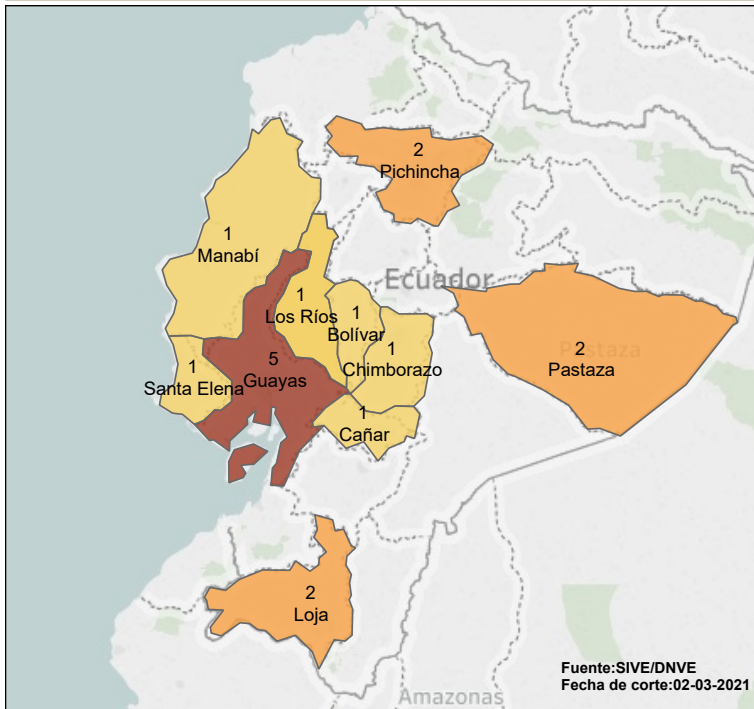 2
Pichincha
1
Manabí
Ecuador
1
Los Ríos
1
Bolívar
1
Chimborazo
2
Pastaza
Pastaza
1
Santa Elena
5
Guayas
1
Cañar
2
Loja
Fuente:SIVE/DNVE
Fecha de corte:02-03-2021
Amazonas